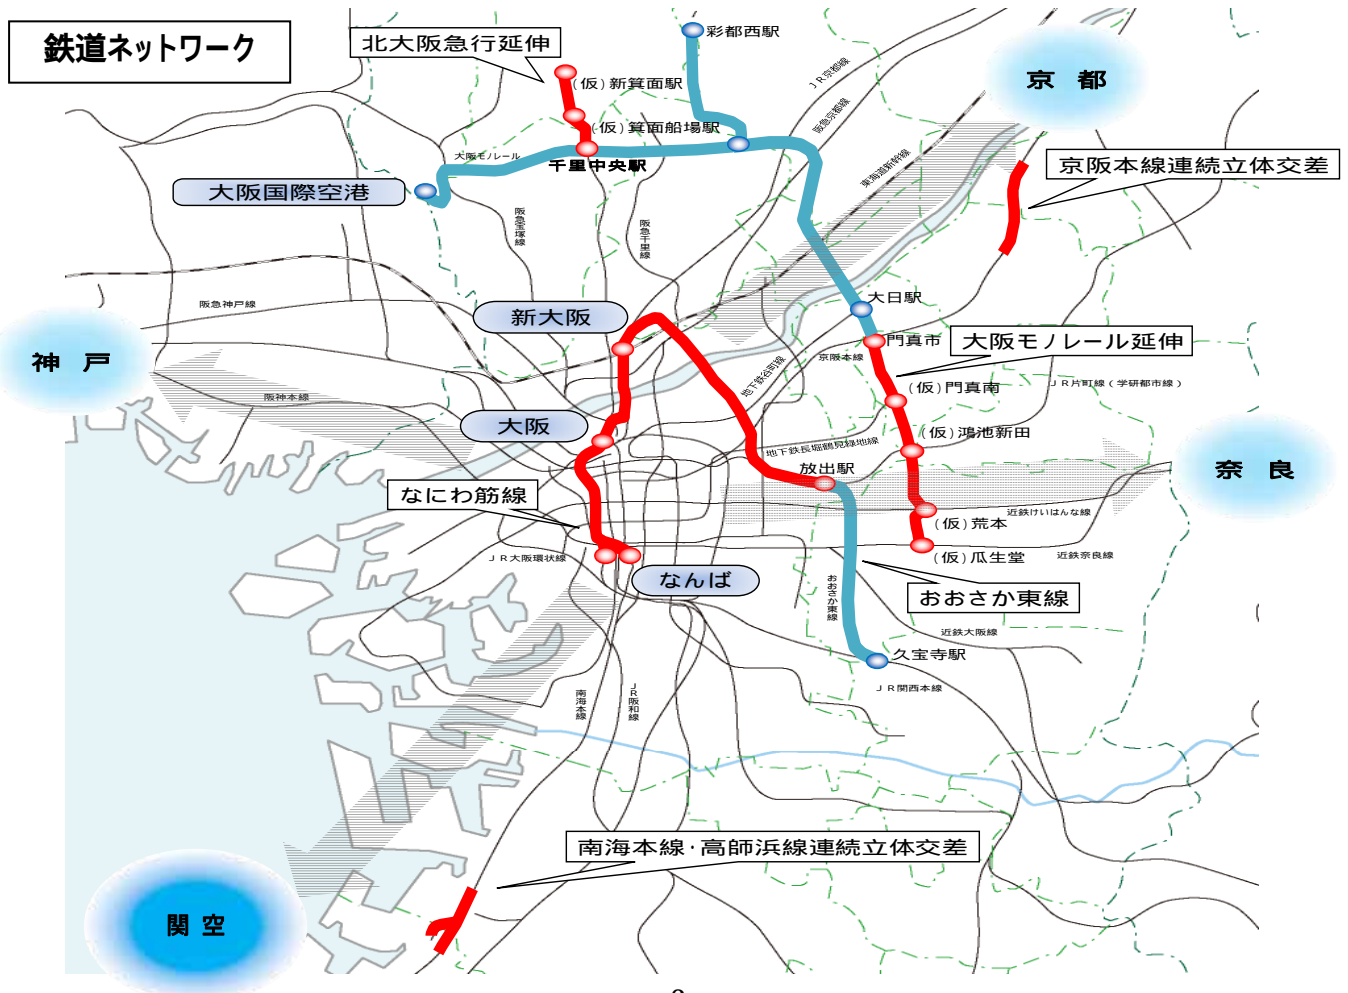 鉄道ネットワーク
北大阪急行延伸
彩都西駅
京 都
(仮)新箕面駅
JR京都線
阪急京都線
(仮)箕面船場駅
大阪モノレール
千里中央駅
東海道新幹線
京阪本線連続立体交差
大阪国際空港
阪急宝塚線
阪急千里線
大日駅
阪急神戸線
新大阪
門真市
大阪モノレール延伸
神 戸
京阪本線
地下鉄谷町線
(仮)門真南
JR片町線(学研都市線)
阪神本線
大阪
(仮)鴻池新田
地下鉄長堀鶴見緑地線
放出駅
奈 良
なにわ筋線
近鉄けいはんな線
(仮)荒本
JR大阪環状線
(仮)瓜生堂
近鉄奈良線
なんば
おおさか東線
おおさか東線
近鉄大阪線
久宝寺駅
JR関西本線
南海本線
JR阪和線
南海本線・高師浜線連続立体交差
関 空